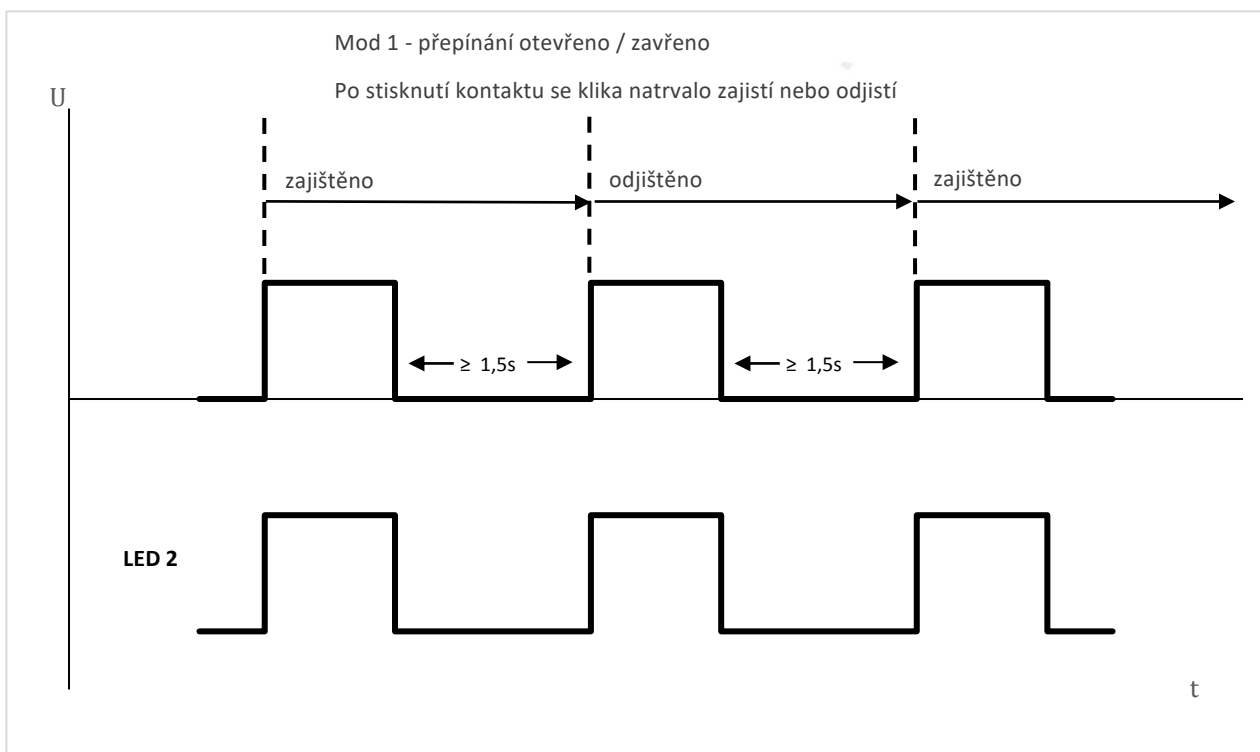 Mod 1 - přepínání otevřeno / zavřeno
Po stisknutí kontaktu se klika natrvalo zajistí nebo odjistí
U
zajištěno
odjištěno
zajištěno
≥ 1,5s
≥ 1,5s
LED 2
t